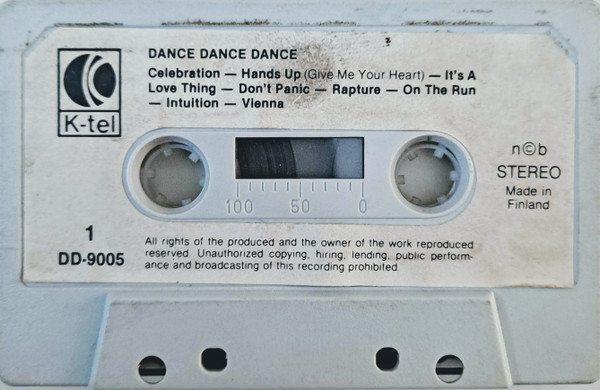 DANCE DANCE DANCE
Celebration — Hands Up (Give Me Your Heart) — It's A
Love Thing — Don't Panic — Rapture — On The Run
— Intuition — Vienna
K-tel
n©b
STEREO
Made in
Finland
100 50 0
1
DD-9005
All rights of the produced and the owner of the work reproduced
reserved. Unauthorized copying, hiring, lending, public perform-
ance and broadcasting of this recording prohibited.